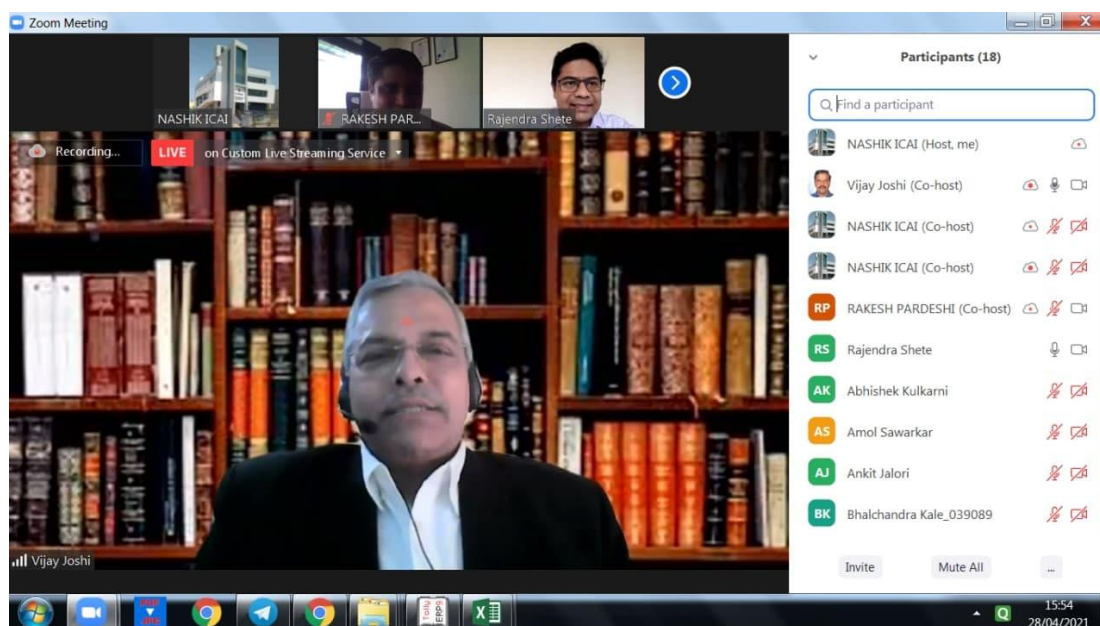 Zoom Meeting
NASHIK ICAI
RAKESH PAR...
Rajendra Shete
Recording...
LIVE on Custom Live Streaming Service
Vijay Joshi
Participants (18)
Find a participant
NASHIK ICAI (Host, me)
Vijay Joshi (Co-host)
NASHIK ICAI (Co-host)
NASHIK ICAI (Co-host)
RP RAKESH PARDESHI (Co-host)
RS Rajendra Shete
AK Abhishek Kulkarni
AS Amol Sawarkar
AJ Ankit Jalori
BK Bhalchandra Kale_039089
Invite Mute All ...
Tally
ERP9
Q
15:54
28/04/2021